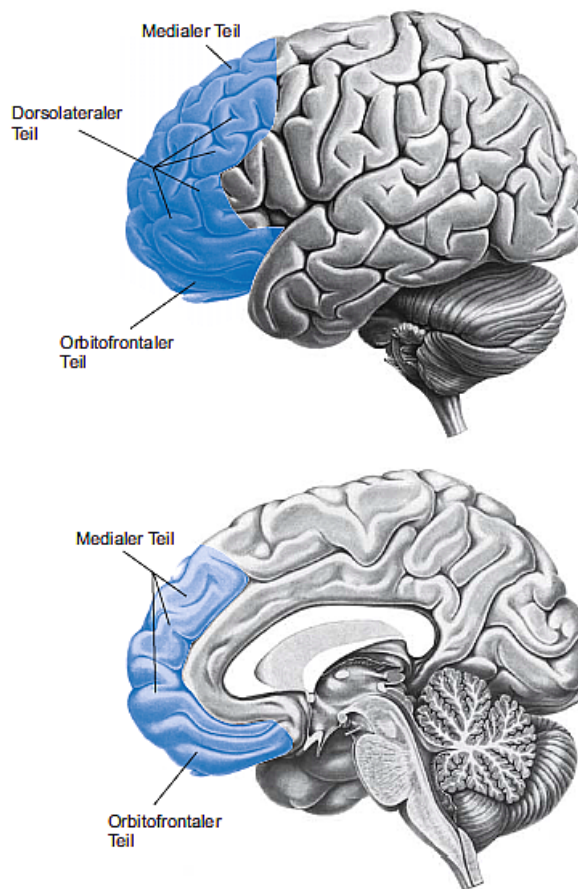 Medialer Teil
Dorsolateraler
Teil
Orbitofrontaler
Teil
Medialer Teil
Orbitofrontaler
Teil